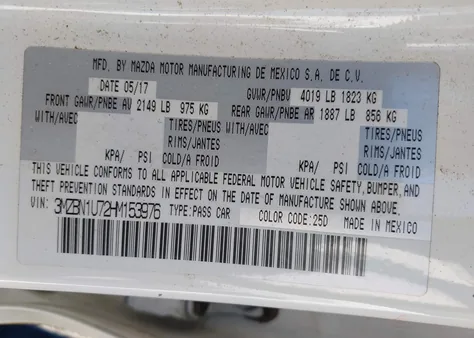 MFD. BY MAZDA MOTOR MANUFACTURING DE MEXICO S.A. DE C.V.
DATE 05/17 GVWR/PNBV 4019 LB 1823 KG
FRONT GAWR/PNBE AV 2149 LB 975 KG REAR GAWR/PNBE AR 1887 LB 856 KG
WITH/AVEC TIRES/PNEUS WITH/AVEC TIRES/PNEUS
RIMS/JANTES RIMS/JANTES
KPA/ PSI COLD/A FROID KPA/ PSI COLD/A FROID
THIS VEHICLE CONFORMS TO ALL APPLICABLE FEDERAL MOTOR VEHICLE SAFETY, BUMPER, AND
THEFT PREVENTION STANDARDS IN EFFECT ON THE DATE OF MANUFACTURE SHOWN ABOVE.
VIN: 3MZBN1U72HM153976 TYPE:PASS CAR COLOR CODE:25D MADE IN MEXICO